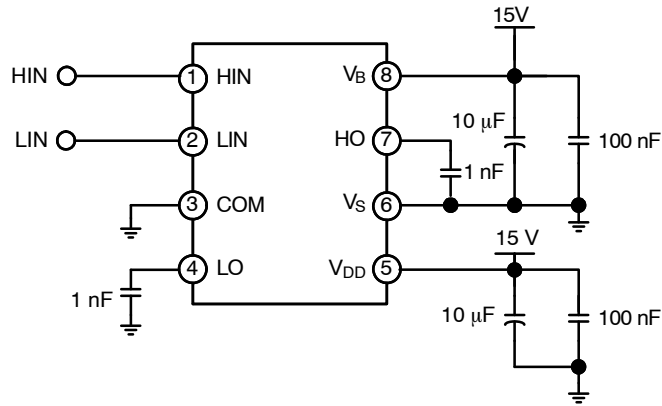 15V
HIN
1
HIN
VB
8
10 μF
100 nF
LIN
2
LIN
HO
7
1 nF
3
COM
VS
6
15 V
4
LO
VDD
5
1 nF
10 μF
100 nF